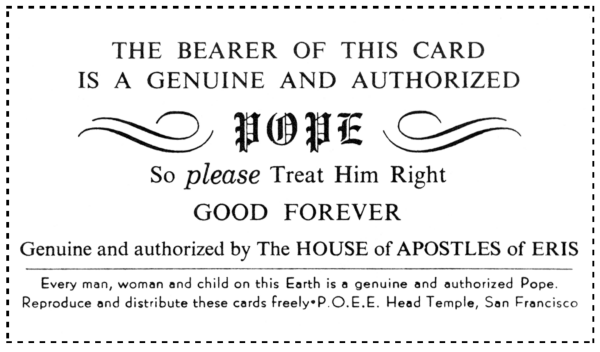 THE BEARER OF THIS CARD
IS A GENUINE AND AUTHORIZED
POPE
So please Treat Him Right
GOOD FOREVER
Genuine and authorized by The HOUSE of APOSTLES of ERIS
Every man, woman and child on this Earth is a genuine and authorized Pope.
Reproduce and distribute these cards freely•P.O.E.E. Head Temple, San Francisco